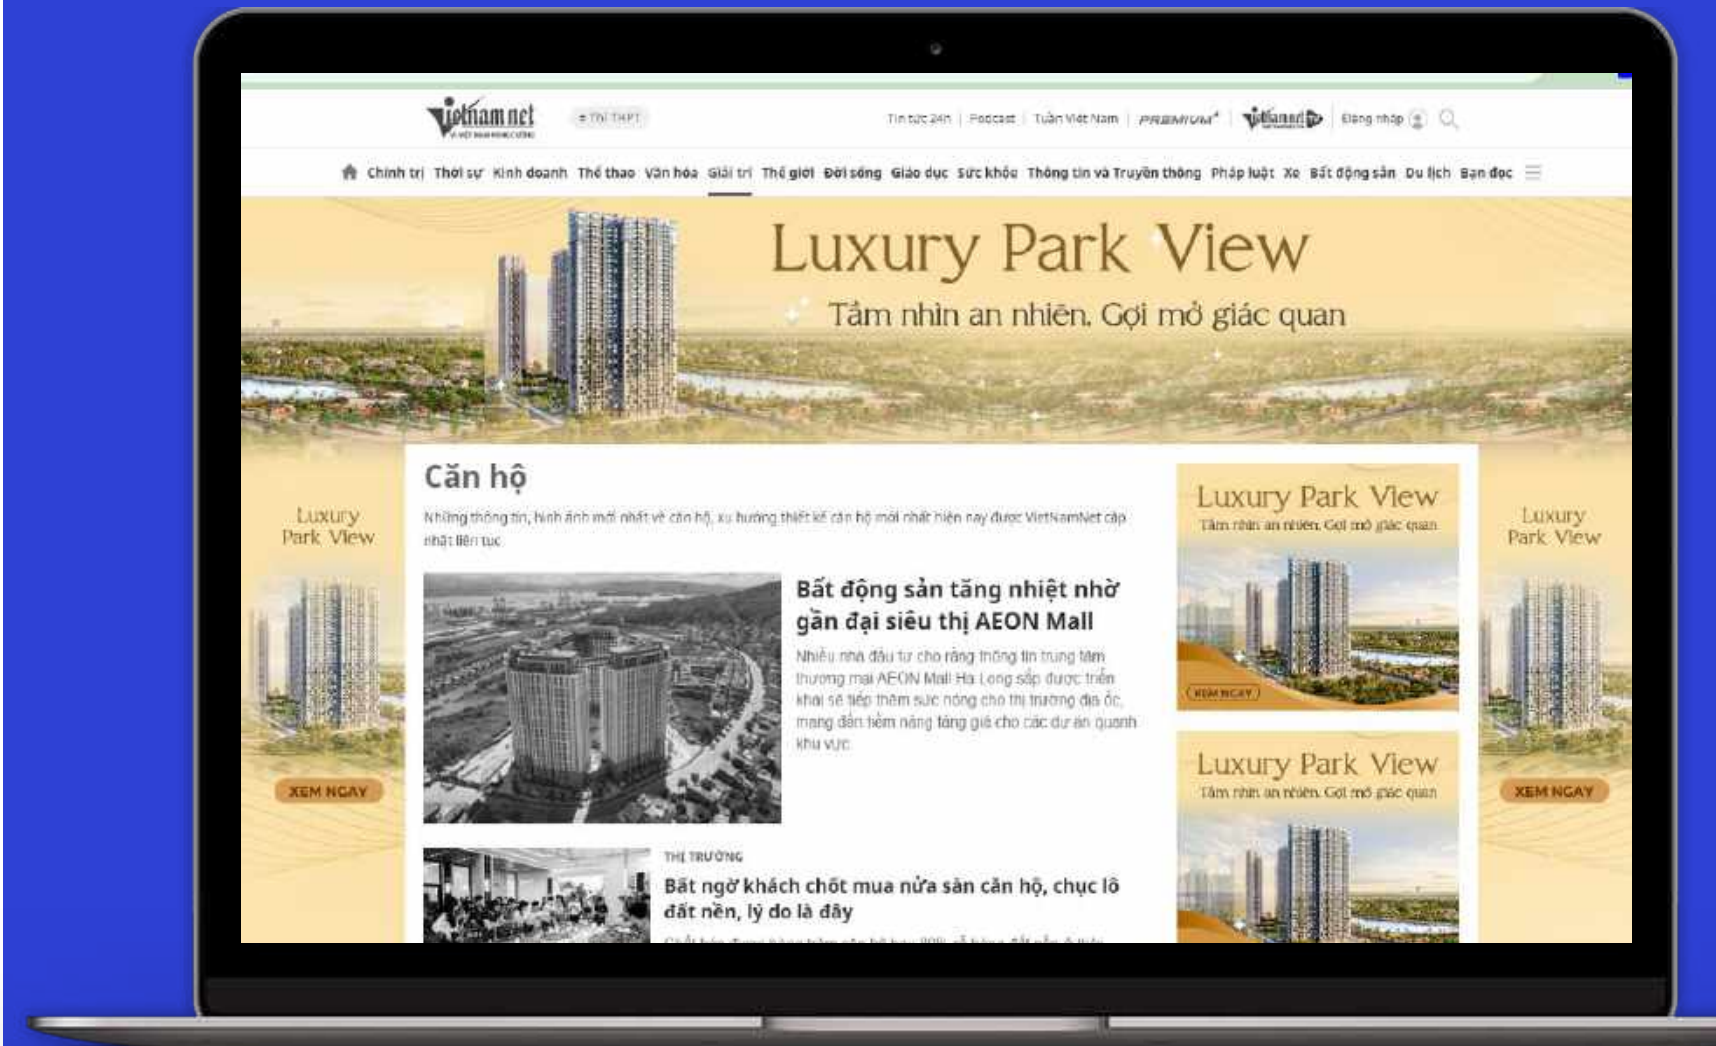 Vietnamnet
VÌ VIỆT NAM HÙNG CƯỜNG
# Thi THPT
Tin tức 24h | Podcast | Tuần Việt Nam | PREMIUM | Vietnamnet | Đăng nhập
Chính trị Thời sự Kinh doanh Thể thao Văn hóa Giải trí Thế giới Đời sống Giáo dục Sức khỏe Thông tin và Truyền thông Pháp luật Xe Bất động sản Du lịch Bạn đọc
Luxury Park View
Tầm nhìn an nhiên, Gợi mở giác quan
Luxury
Park View
XEM NGAY
Căn hộ
Những thông tin, hình ảnh mới nhất về căn hộ, xu hướng thiết kế căn hộ mới nhất hiện nay được VietNamNet cập
nhật liên tục
Bất động sản tăng nhiệt nhờ
gần đại siêu thị AEON Mall
Nhiều nhà đầu tư cho rằng thông tin trung tâm
thương mại AEON Mall Hạ Long sắp được triển
khai sẽ tiếp thêm sức nóng cho thị trường địa ốc,
mang đến tiềm năng tăng giá cho các dự án quanh
khu vực.
THỊ TRƯỜNG
Bất ngờ khách chốt mua nửa sàn căn hộ, chục lô
đất nền, lý do là đây
Luxury Park View
Tầm nhìn an nhiên, Gợi mở giác quan
XEM NGAY
Luxury Park View
Tầm nhìn an nhiên, Gợi mở giác quan
Luxury
Park View
XEM NGAY